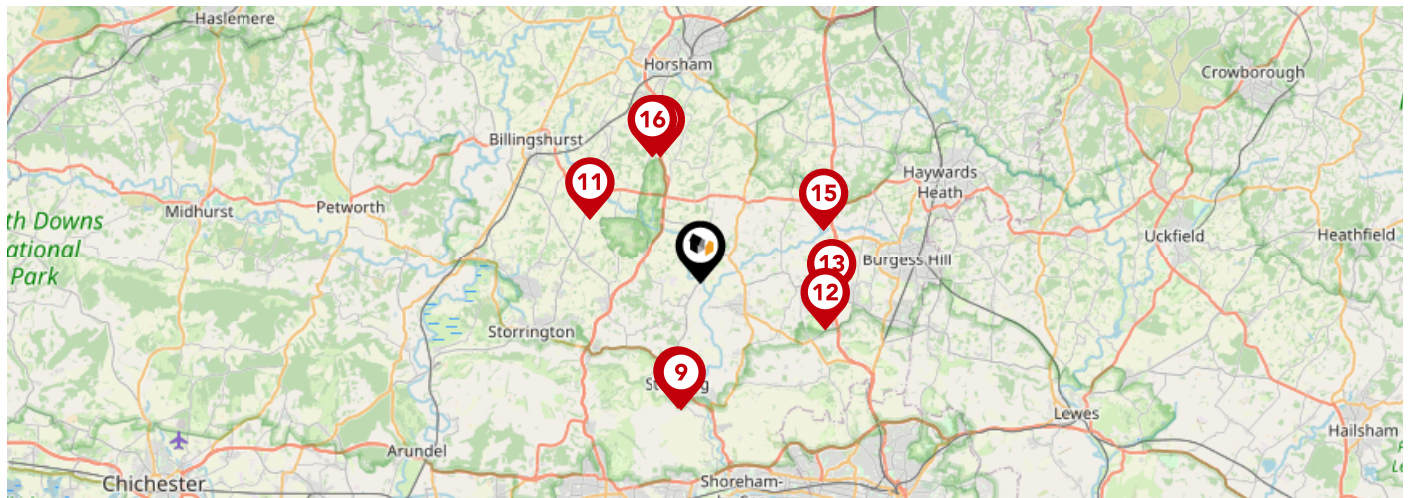 Haslemere
Horsham
Crowborough
16
Billingshurst
11
15
Haywards
Heath
Midhurst
Petworth
th Downs
ational
Park
Uckfield
Heathfield
13
Burgess Hill
12
Storrington
9
Lewes
Hailsham
Arundel
Chichester
Shoreham-